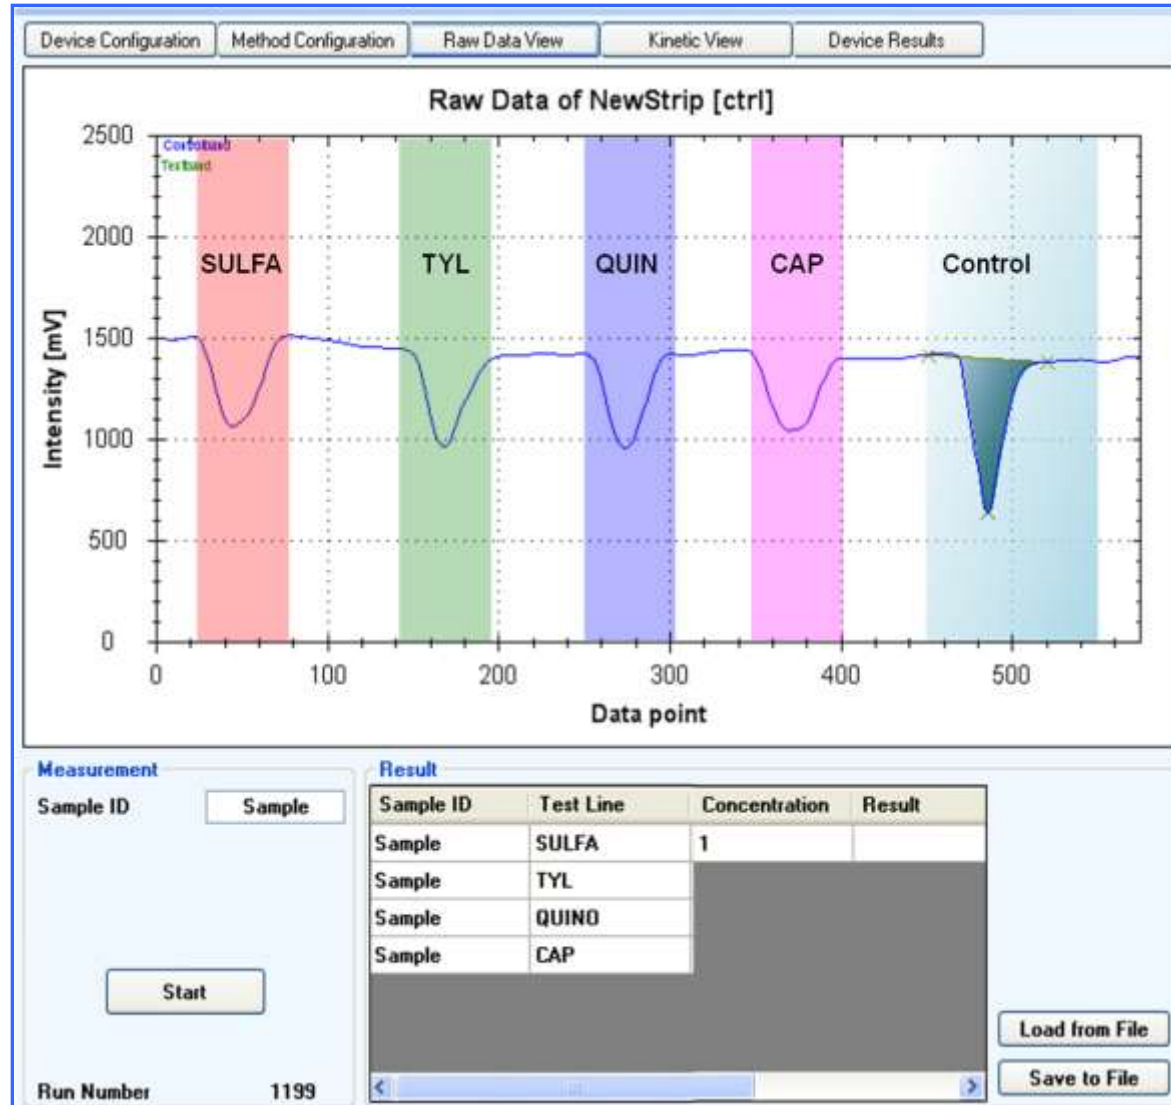 Device Configuration Method Configuration Raw Data View Kinetic View Device Results
Raw Data of NewStrip [ctrl]
Intensity [mV]
2500
2000
1500
1000
500
0
Testband
SULFA TYL QUIN CAP Control
0 100 200 300 400 500
Data point
Measurement
Sample ID Sample
Start
Run Number 1199
Result
Sample ID Test Line Concentration Result
Sample SULFA 1
Sample TYL
Sample QUINO
Sample CAP
Load from File
Save to File